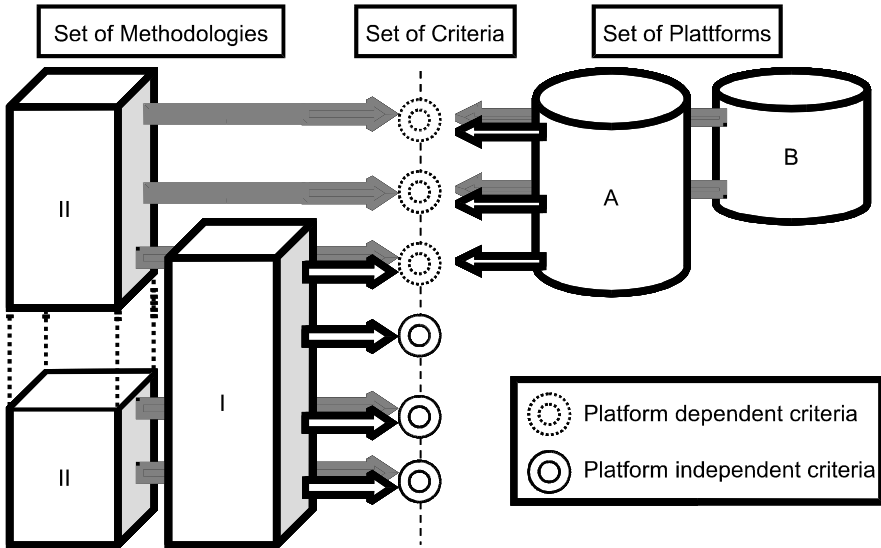 Set of Methodologies
Set of Criteria
Set of Plattforms
II
A
B
I
II
Platform dependent criteria
Platform independent criteria